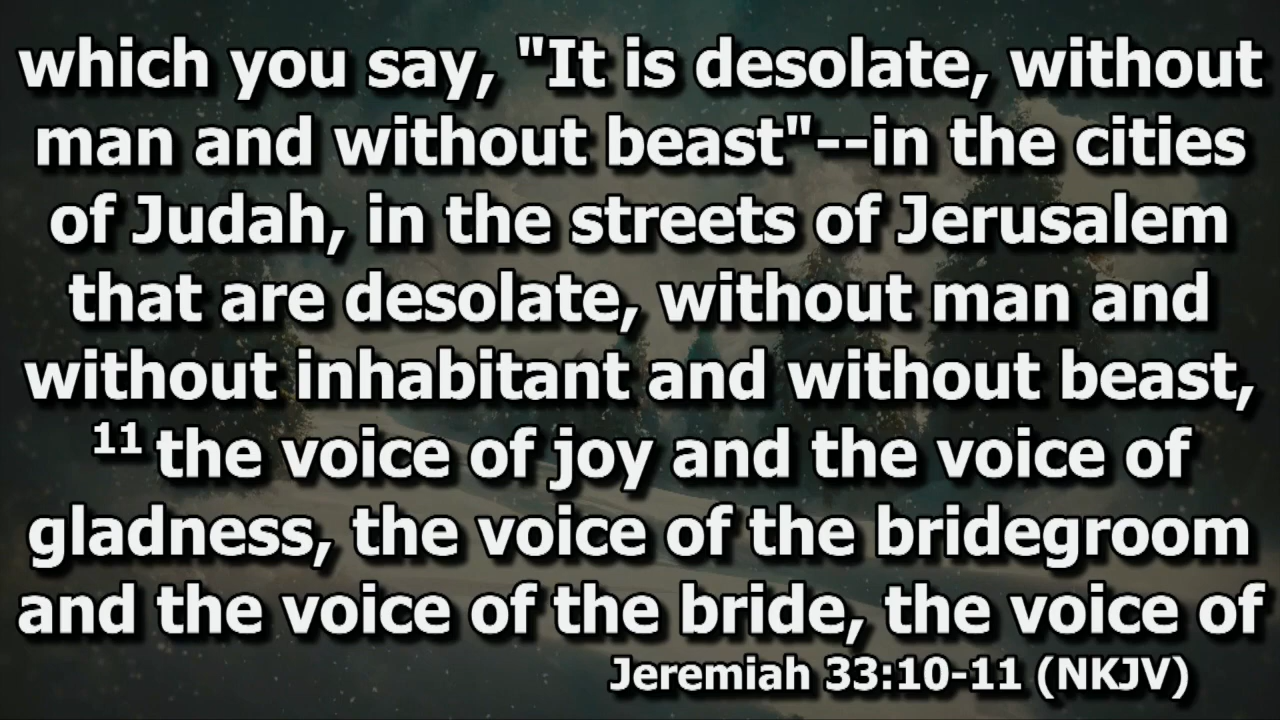 which you say, "It is desolate, without
man and without beast"--in the cities
of Judah, in the streets of Jerusalem
that are desolate, without man and
without inhabitant and without beast,
11 the voice of joy and the voice of
gladness, the voice of the bridegroom
and the voice of the bride, the voice of
Jeremiah 33:10-11 (NKJV)